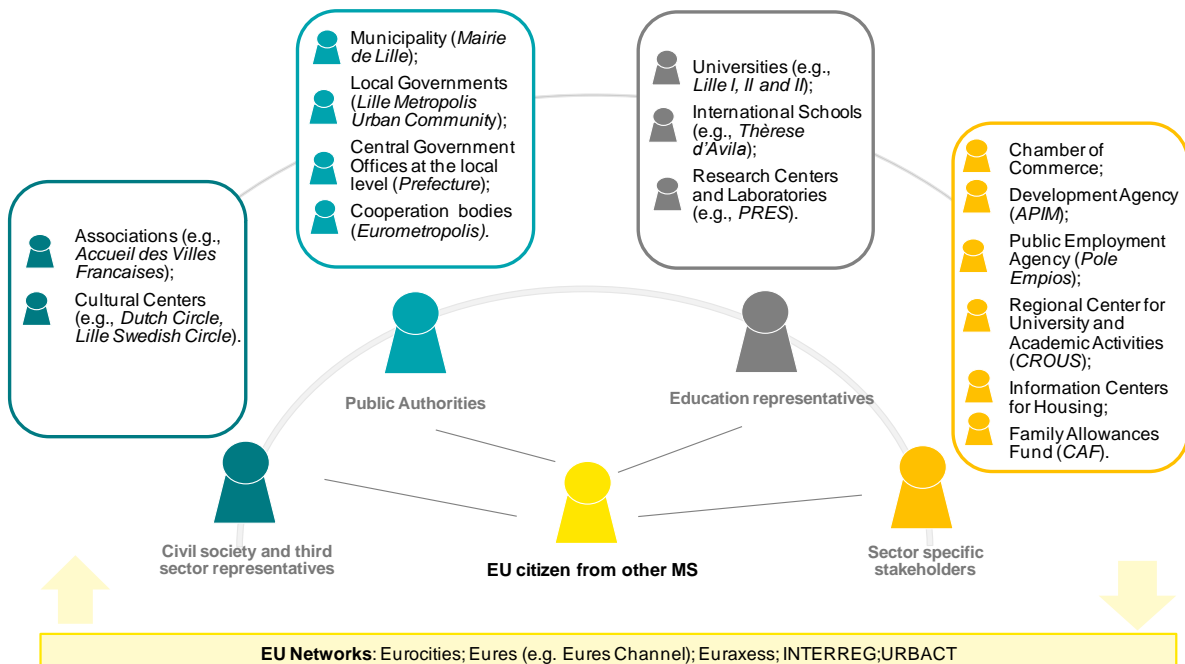 Municipality (Mairie
de Lille);
Local Governments
(Lille Metropolis
Urban Community);
Central Government
Offices at the local
level (Prefecture);
Cooperation bodies
(Eurometropolis).
Universities (e.g.,
Lille I, II and II);
International Schools
(e.g., Thèrese
d'Avila);
Research Centers
and Laboratories
(e.g., PRES).
Associations (e.g.,
Accueil des Villes
Francaises);
Cultural Centers
(e.g., Dutch Circle,
Lille Swedish Circle).
Chamber of
Commerce;
Development Agency
(APIM);
Public Employment
Agency (Pole
Empios);
Regional Center for
University and
Academic Activities
(CROUS);
Information Centers
for Housing;
Family Allowances
Fund (CAF).
Public Authorities
Education representatives
Civil society and third
sector representatives
EU citizen from other MS
Sector specific
stakeholders
EU Networks: Eurocities; Eures (e.g. Eures Channel); Euraxess; INTERREG;URBACT